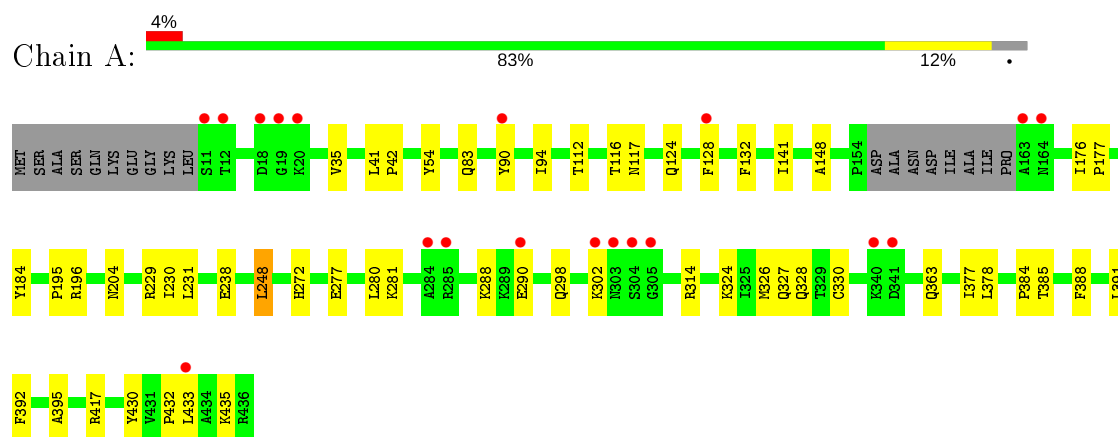 4%
Chain A:
83% 12% •
MET SER ALA SER GLN LYS GLU GLY LYS LEU S11 T12 D18 G19 K20 V35 L41 P42 Y54 Q83 Y90 I94 T112 T116 N117 Q124 F128 F132 I141 A148 P154 ASP ALA ASN ASP ILE ALA ILE PRO A163 N164 I176 P177
Y184 P195 R196 N204 R229 I230 L231 E238 L248 H272 E277 L280 K281 A284 R285 K288 K289 E290 Q298 K302 N303 S304 G305 R314 K324 I325 M326 Q327 Q328 T329 C330 K340 D341 Q363 I377 L378 P384 T385 F388
F392 A395 R417 Y430 V431 P432 L433 A434 K435 R436